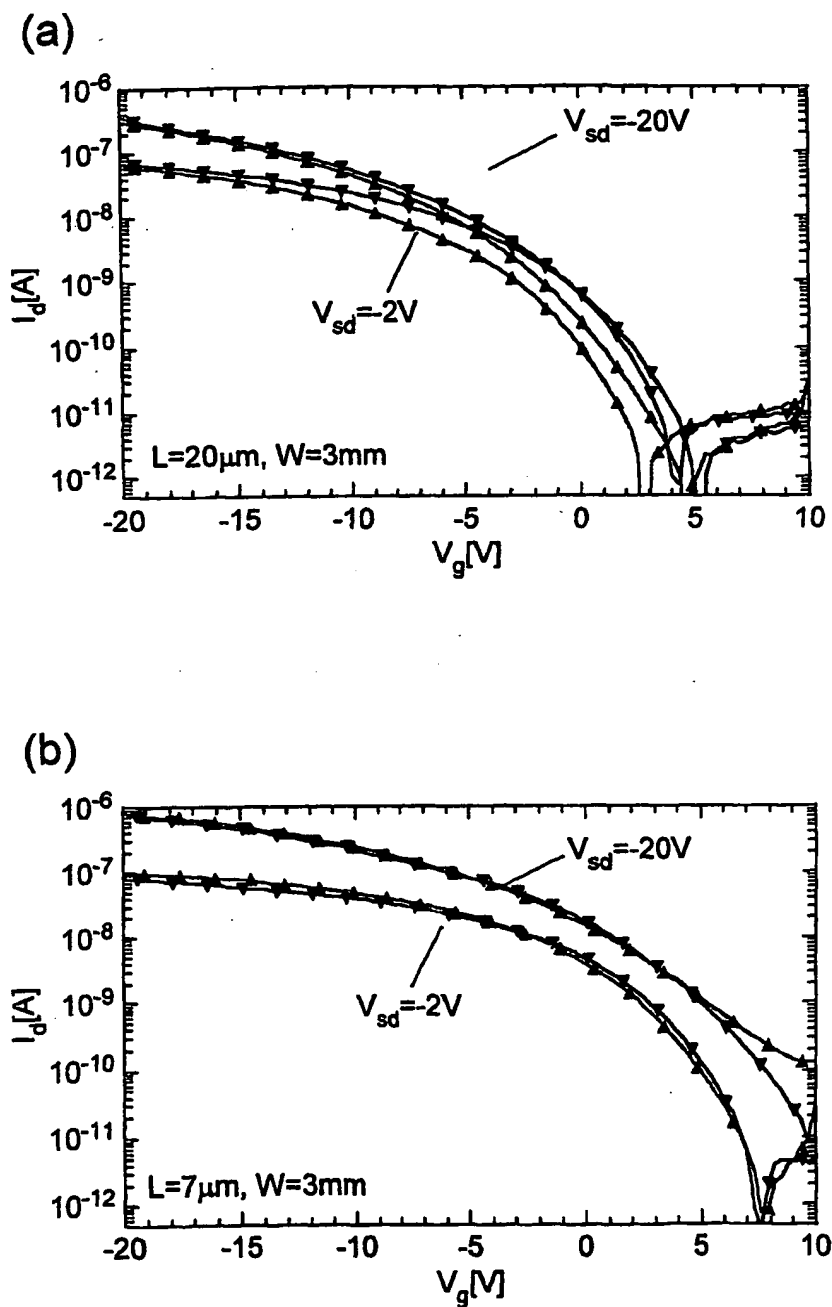 (a)
10⁻⁶
10⁻⁷
10⁻⁸
10⁻⁹
10⁻¹⁰
10⁻¹¹
10⁻¹²
I_d[A]
V_sd=-20V
V_sd=-2V
L=20μm, W=3mm
-20 -15 -10 -5 0 5 10
V_g[V]
(b)
10⁻⁶
10⁻⁷
10⁻⁸
10⁻⁹
10⁻¹⁰
10⁻¹¹
10⁻¹²
I_d[A]
V_sd=-20V
V_sd=-2V
L=7μm, W=3mm
-20 -15 -10 -5 0 5 10
V_g[V]